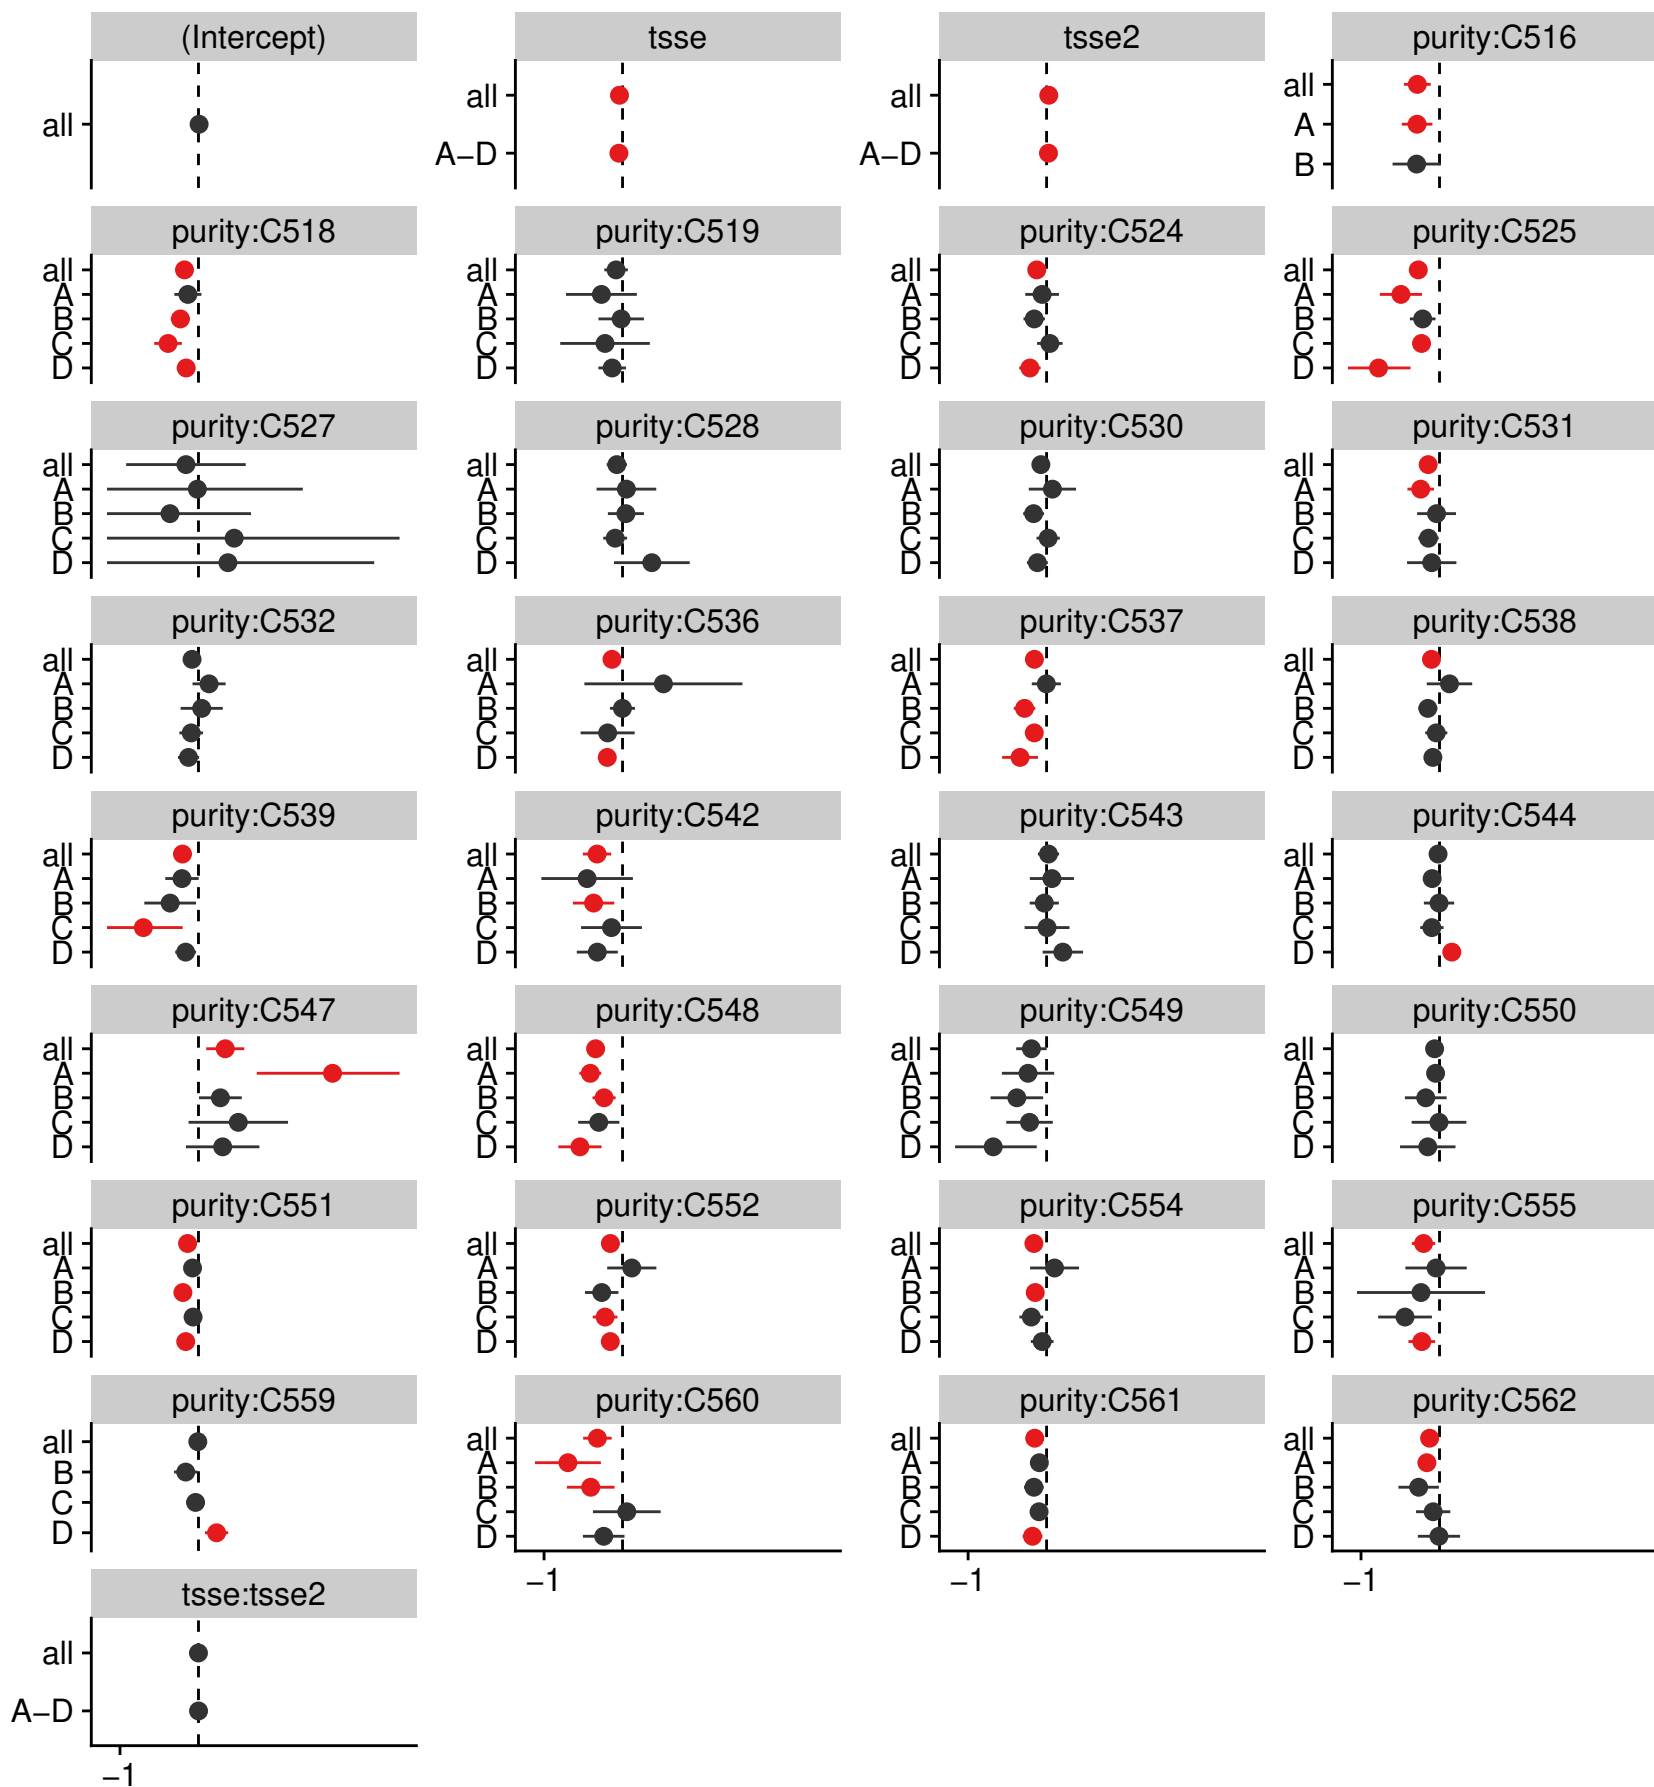 (Intercept)
all
tsse
all
A–D
tsse2
all
A–D
purity:C516
all
A
B
purity:C518
all
A
B
C
D
purity:C519
all
A
B
C
D
purity:C524
all
A
B
C
D
purity:C525
all
A
B
C
D
purity:C527
all
A
B
C
D
purity:C528
all
A
B
C
D
purity:C530
all
A
B
C
D
purity:C531
all
A
B
C
D
purity:C532
all
A
B
C
D
purity:C536
all
A
B
C
D
purity:C537
all
A
B
C
D
purity:C538
all
A
B
C
D
purity:C539
all
A
B
C
D
purity:C542
all
A
B
C
D
purity:C543
all
A
B
C
D
purity:C544
all
A
B
C
D
purity:C547
all
A
B
C
D
purity:C548
all
A
B
C
D
purity:C549
all
A
B
C
D
purity:C550
all
A
B
C
D
purity:C551
all
A
B
C
D
purity:C552
all
A
B
C
D
purity:C554
all
A
B
C
D
purity:C555
all
A
B
C
D
purity:C559
all
B
C
D
purity:C560
all
A
B
C
D
–1
purity:C561
all
A
B
C
D
–1
purity:C562
all
A
B
C
D
–1
tsse:tsse2
all
A–D
–1